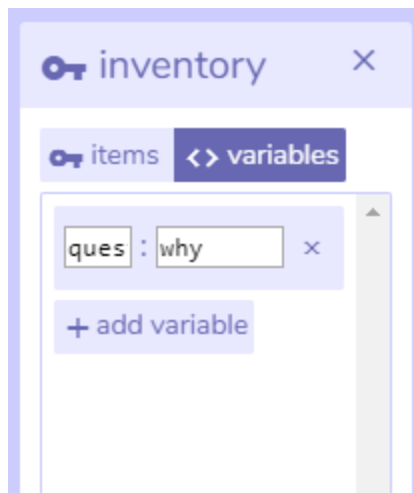 inventory ×
items <> variables
ques : why ×
+ add variable